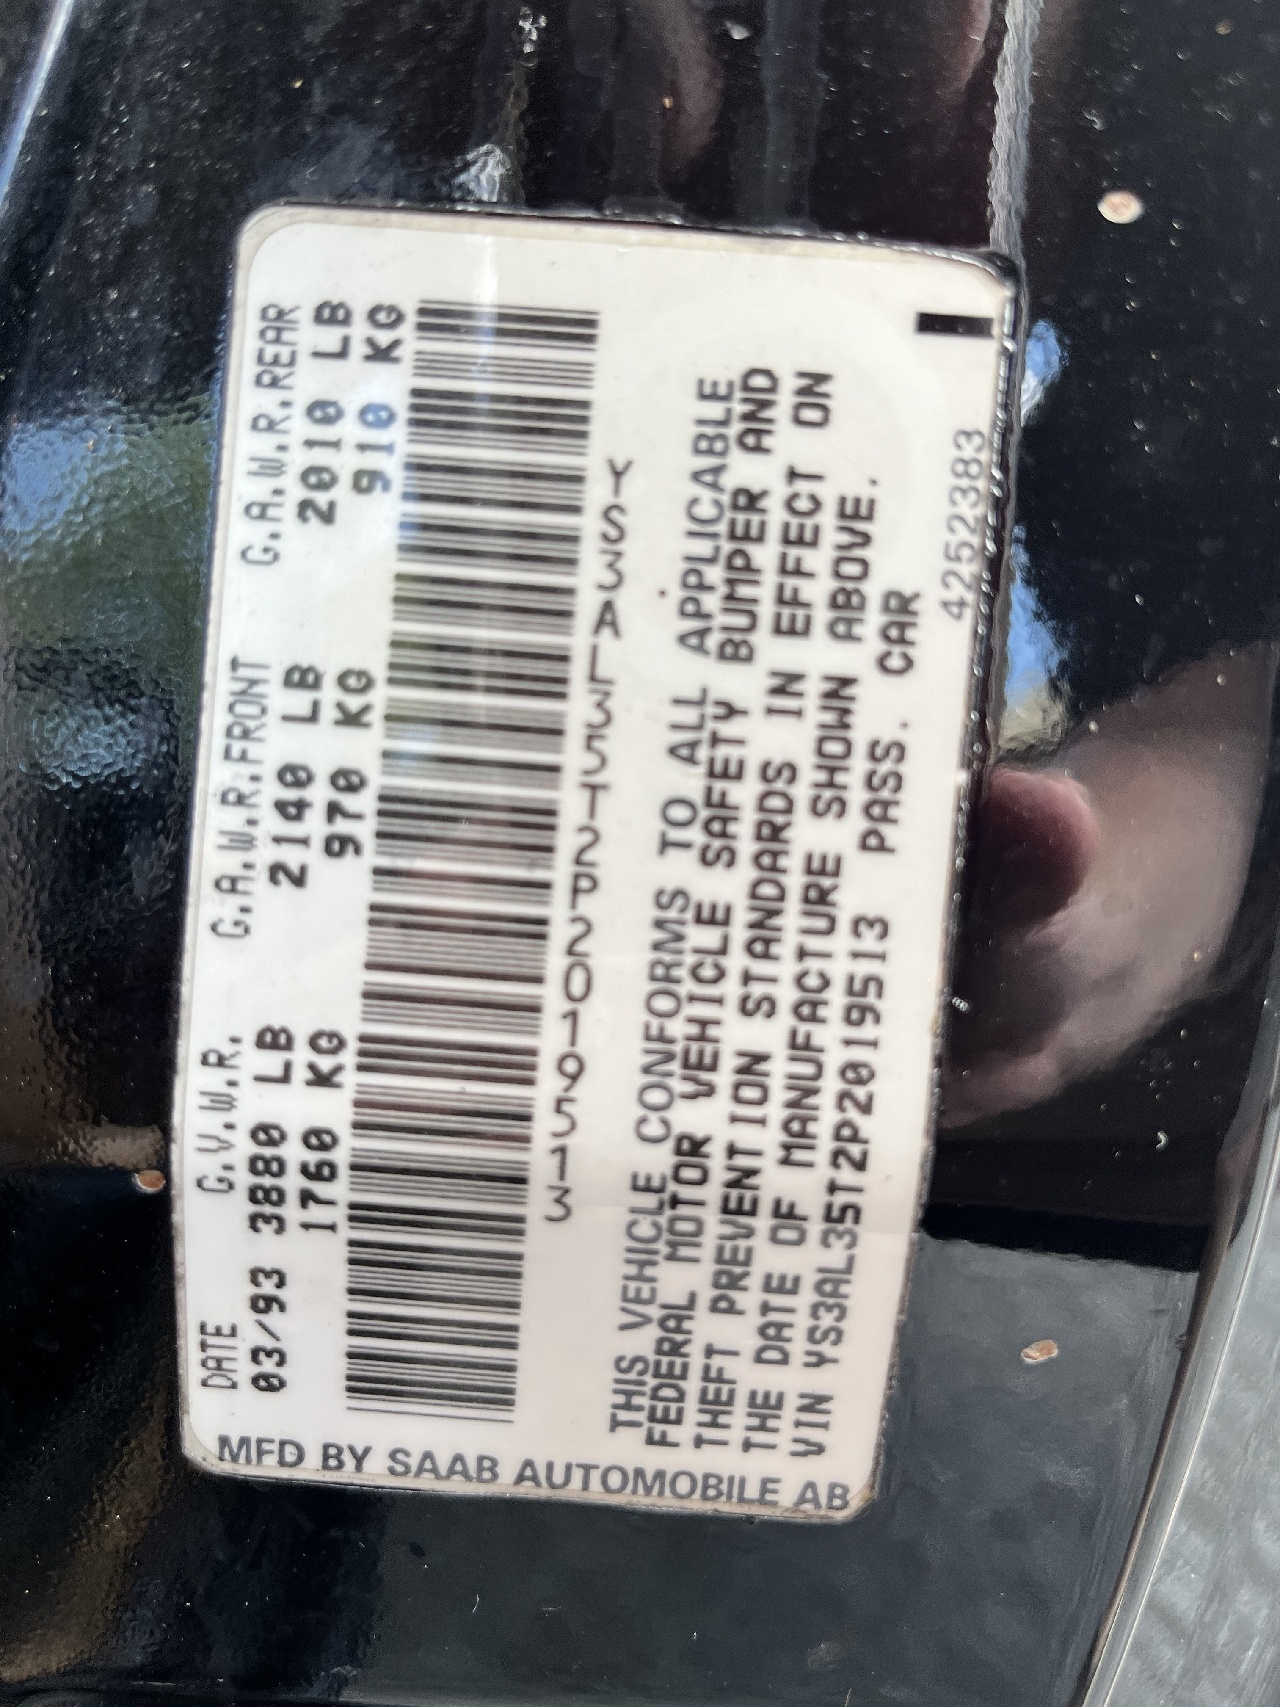 MFD BY SAAB AUTOMOBILE AB
DATE G.V.W.R. G.A.W.R.FRONT G.A.W.R.REAR
03/93 3880 LB 2140 LB 2010 LB
1760 KG 970 KG 910 KG
YS3AL35T2P2019513
THIS VEHICLE CONFORMS TO ALL APPLICABLE
FEDERAL MOTOR VEHICLE SAFETY BUMPER AND
THEFT PREVENTION STANDARDS IN EFFECT ON
THE DATE OF MANUFACTURE SHOWN ABOVE.
VIN YS3AL35T2P2019513 PASS. CAR
4252383